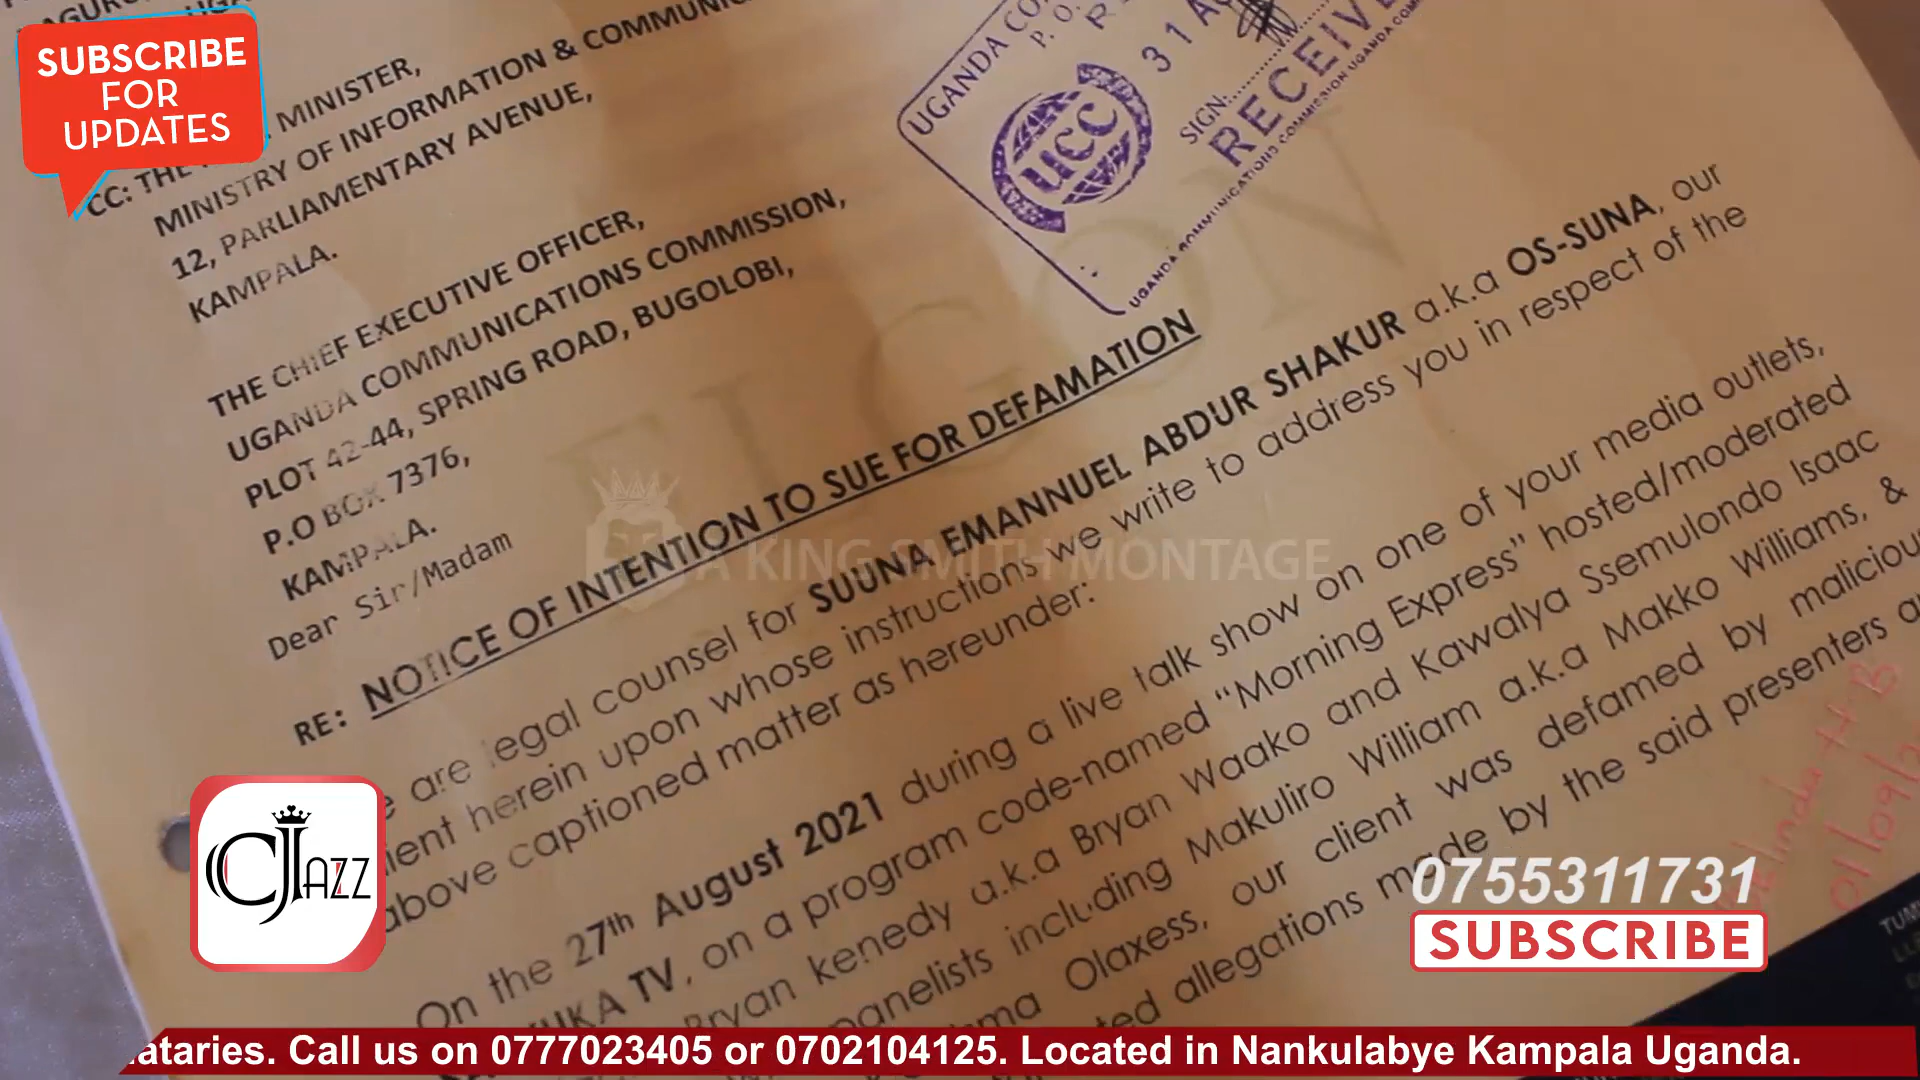 SUBSCRIBE
FOR
UPDATES
MINISTER,
CC: THE
MINISTRY OF INFORMATION &
12, PARLIAMENTARY AVENUE,
KAMPALA.
THE CHIEF EXECUTIVE OFFICER,
UGANDA COMMUNICATIONS COMMISSION,
PLOT 42-44, SPRING ROAD, BUGOLOBI,
P.O BOX 7376,
KAMPALA.
Dear Sir/Madam
UGANDA
P. O.
31
UCC
SIGN:
UGANDA COMMUNICATIONS COMMISSION UGANDA
ELGON
RE: NOTICE OF INTENTION TO SUE FOR DEFAMATION
are legal counsel for SUUNA EMANNUEL ABDUR SHAKUR a.k.a OS-SUNA, our
herein upon whose instructions we write to address you in respect of the
above captioned matter as hereunder:
A KING SMITH MONTAGE
On the 27th August 2021 during a live talk show on one of your media outlets,
TV, on a program code-named “Morning Express” hosted/moderated
Bryan kenedy a.k.a Bryan Waako and Kawalya Ssemulondo Isaac
panelists including Makuliro William a.k.a Makko Williams, &
Olaxess, our client was defamed by
allegations made by the said presenters
CJAZZ
0755311731
SUBSCRIBE
Call us on 0777023405 or 0702104125. Located in Nankulabye Kampala Uganda.